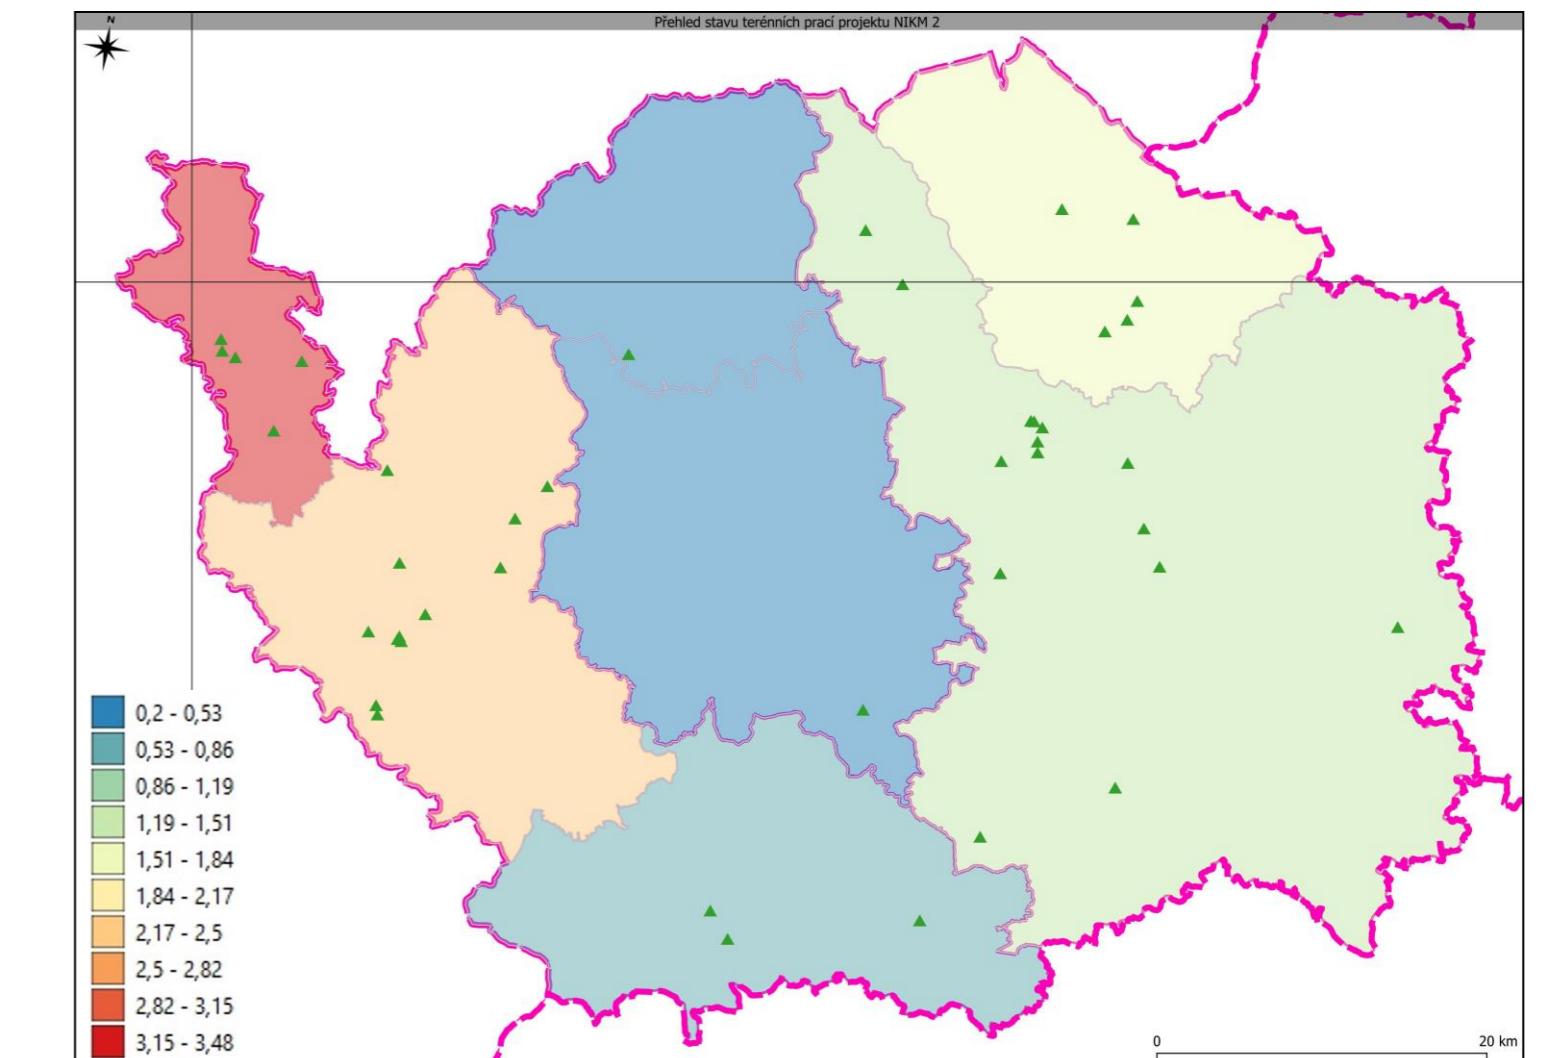 Přehled stavu terénních prací projektu NIKM 2
N
0,2 - 0,53
0,53 - 0,86
0,86 - 1,19
1,19 - 1,51
1,51 - 1,84
1,84 - 2,17
2,17 - 2,5
2,5 - 2,82
2,82 - 3,15
3,15 - 3,48
0 20 km